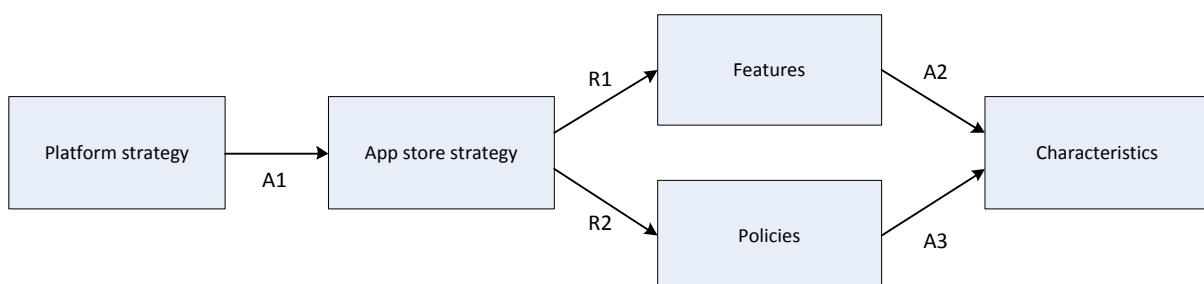 Platform strategy
A1
App store strategy
R1
R2
Features
Policies
A2
A3
Characteristics